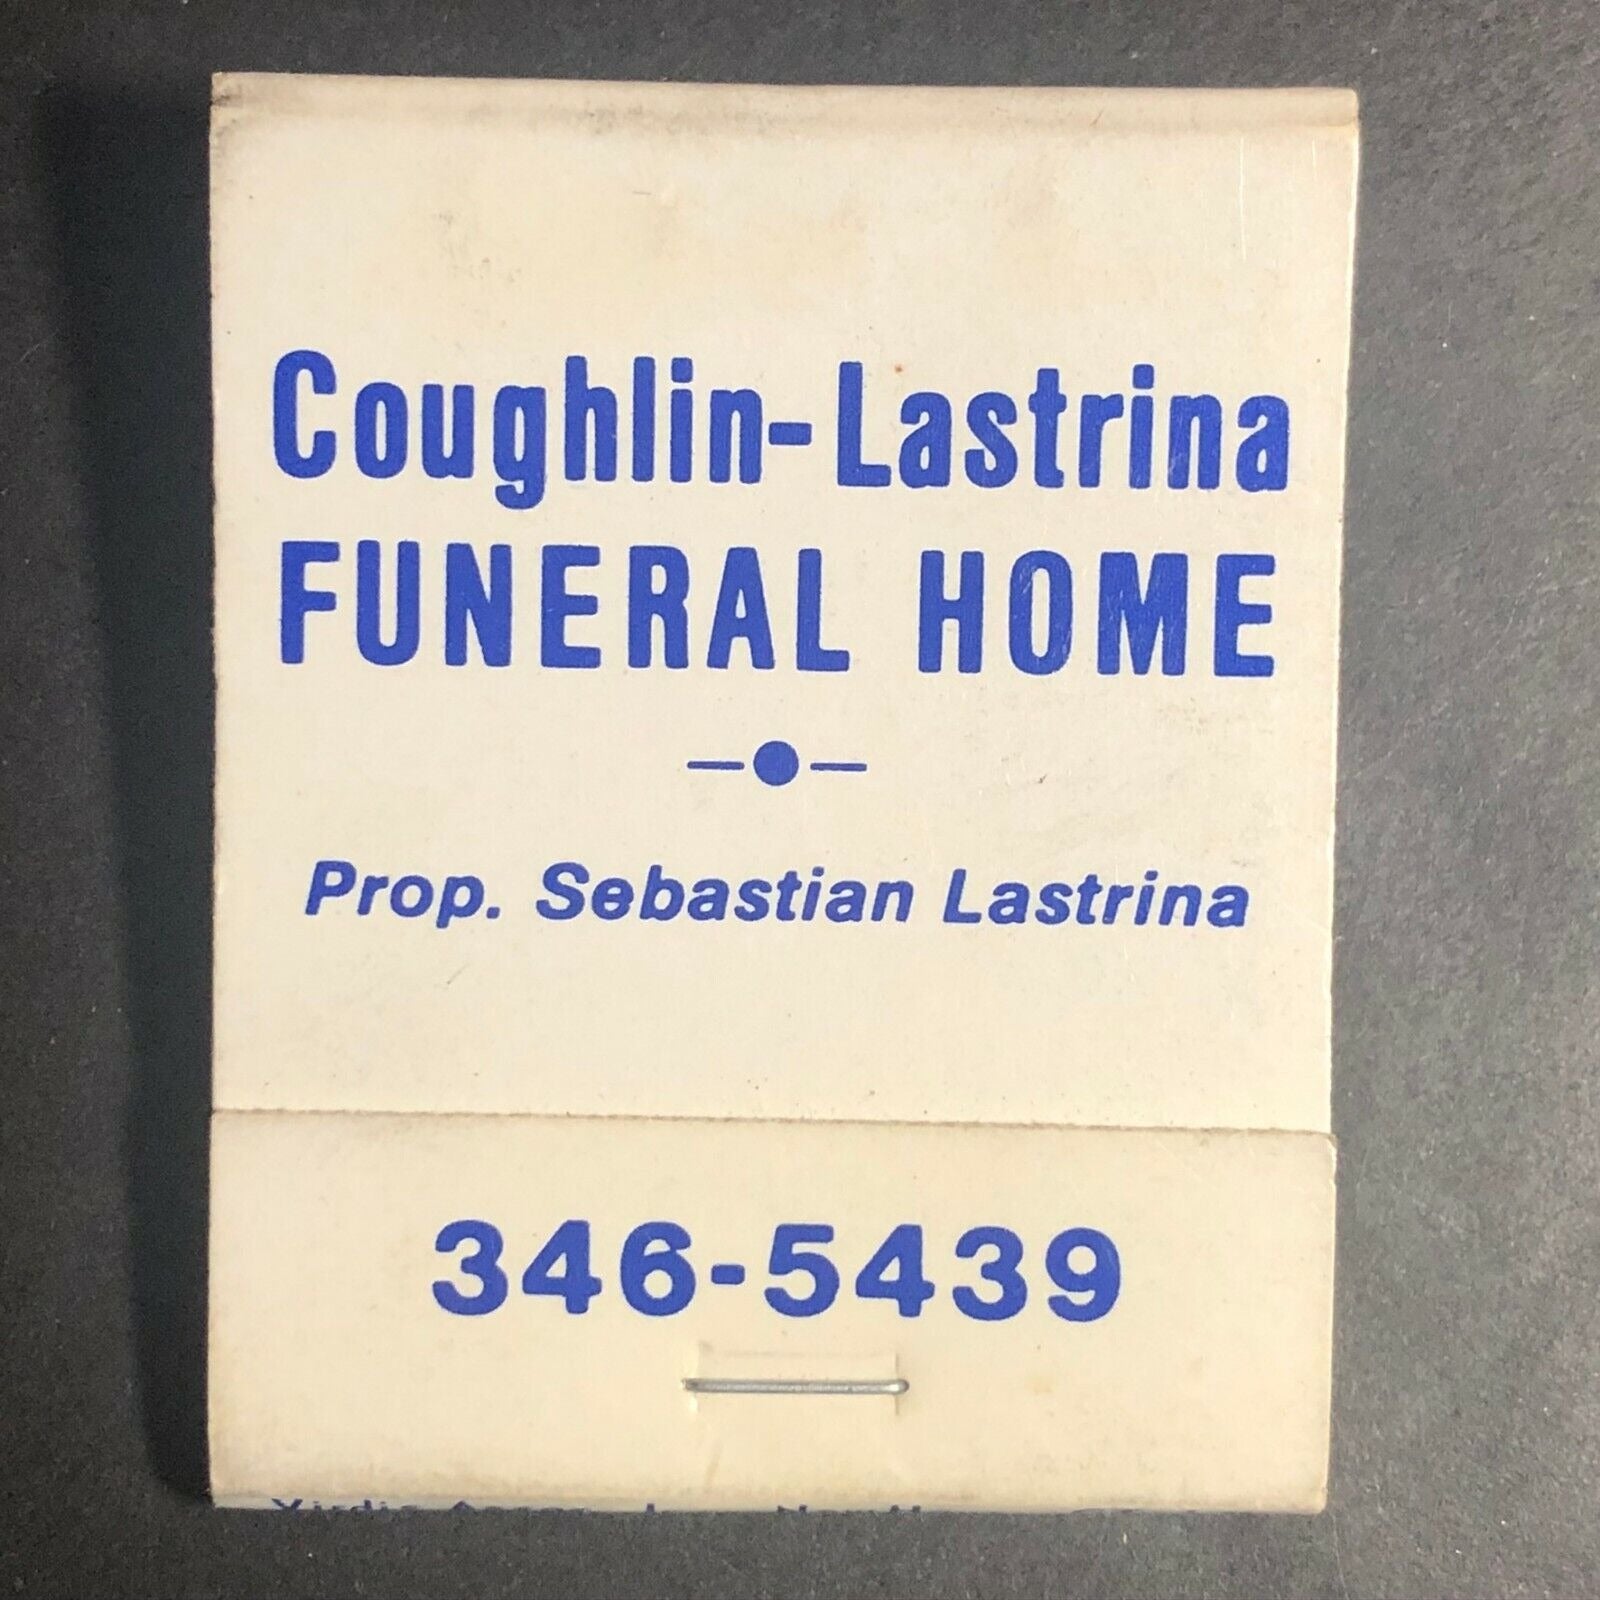 Coughlin-Lastrina
FUNERAL HOME
Prop. Sebastian Lastrina
346-5439